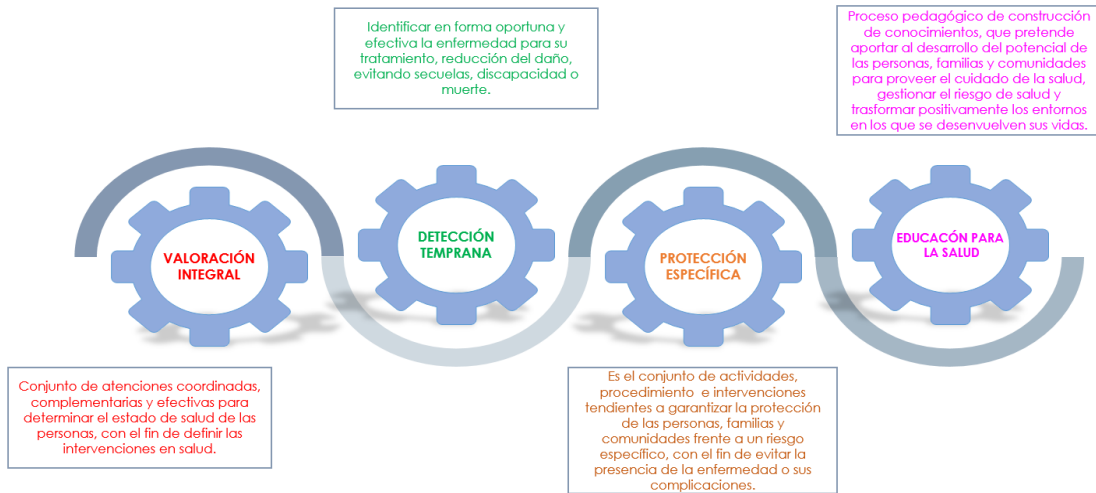 Identificar en forma oportuna y
efectiva la enfermedad para su
tratamiento, reducción del daño,
evitando secuelas, discapacidad o
muerte.
Proceso pedagógico de construcción
de conocimientos, que pretende
aportar al desarrollo del potencial de
las personas, familias y comunidades
para proveer el cuidado de la salud,
gestionar el riesgo de salud y
trasformar positivamente los entornos
en los que se desenvuelven sus vidas.
VALORACIÓN
INTEGRAL
DETECCIÓN
TEMPRANA
PROTECCIÓN
ESPECÍFICA
EDUCACÓN PARA
LA SALUD
Conjunto de atenciones coordinadas,
complementarias y efectivas para
determinar el estado de salud de las
personas, con el fin de definir las
intervenciones en salud.
Es el conjunto de actividades,
procedimiento e intervenciones
tendientes a garantizar la protección
de las personas, familias y
comunidades frente a un riesgo
específico, con el fin de evitar la
presencia de la enfermedad o sus
complicaciones.